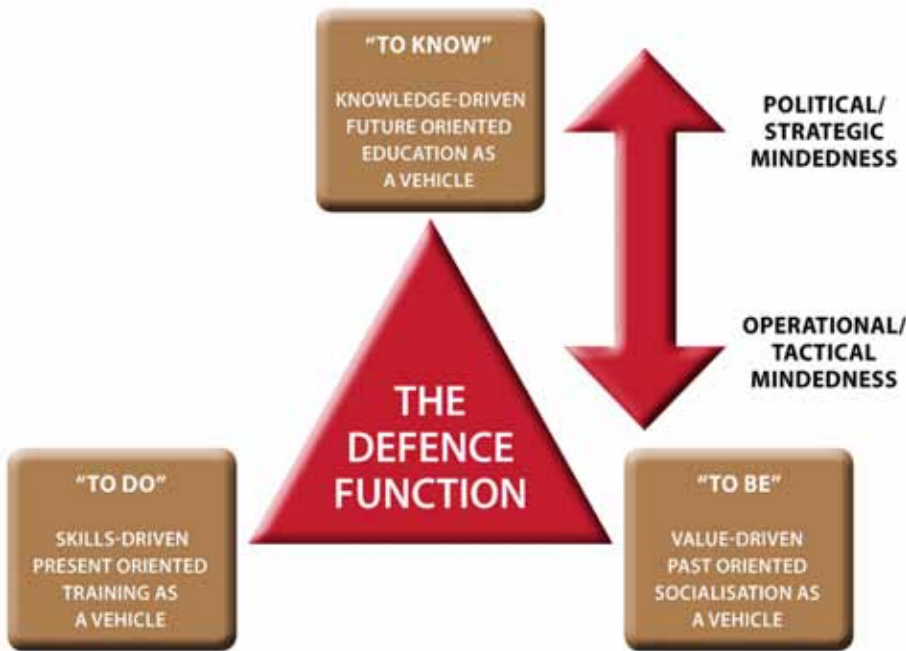 “TO KNOW”
KNOWLEDGE-DRIVEN
FUTURE ORIENTED
EDUCATION AS
A VEHICLE
POLITICAL/
STRATEGIC
MINDEDNESS
OPERATIONAL/
TACTICAL
MINDEDNESS
THE
DEFENCE
FUNCTION
“TO DO”
SKILLS-DRIVEN
PRESENT ORIENTED
TRAINING AS
A VEHICLE
“TO BE”
VALUE-DRIVEN
PAST ORIENTED
SOCIALISATION AS
A VEHICLE